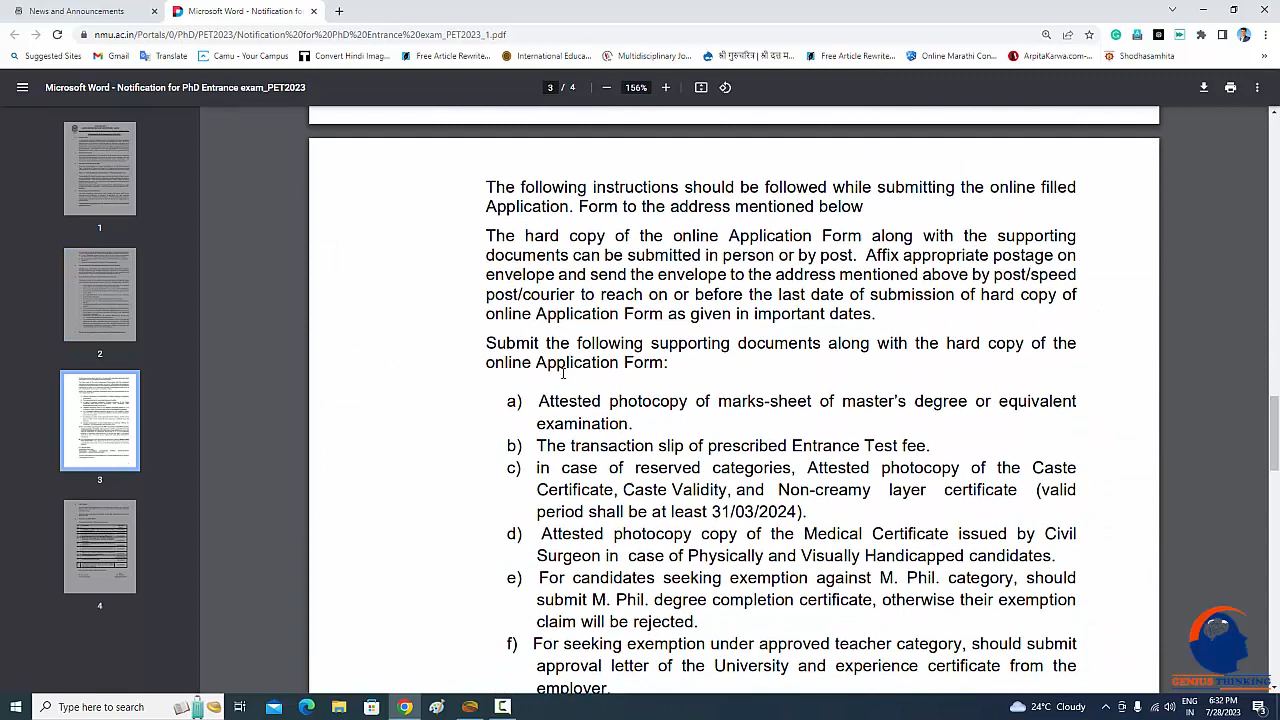 News and Announcements
Microsoft Word - Notification for
nmu.ac.in/Portals/0/PhD/PET2023/Notification%20for%20PhD%20Entrance%20exam_PET2023_1.pdf
Suggested Sites
Gmail
Translate
Camu - Your Campus
Convert Hindi Imag...
Free Article Rewrite...
International Educati...
Multidisciplinary Jo...
श्री गुरुचरित्र | श्री दत्त म...
Free Article Rewrite...
Online Marathi Con...
ArpitaKarwa.com—...
Shodhasamhita
Microsoft Word - Notification for PhD Entrance exam_PET2023
3 / 4
156%
1
2
3
4
The following instructions should be followed while submitting the online filled
Application. Form to the address mentioned below
The hard copy of the online Application Form along with the supporting
documents can be submitted in person or by post. Affix appropriate postage on
envelope and send the envelope to the address mentioned above by post/speed
post/courier to reach on or before the last date of submission of hard copy of
online Application Form as given in important dates.
Submit the following supporting documents along with the hard copy of the
online Application Form:
a) Attested photocopy of marks-sheet of master's degree or equivalent
examination.
b) The transaction slip of prescribed Entrance Test fee.
c) in case of reserved categories, Attested photocopy of the Caste
Certificate, Caste Validity, and Non-creamy layer certificate (valid
period shall be at least 31/03/2024).
d) Attested photocopy copy of the Medical Certificate issued by Civil
Surgeon in case of Physically and Visually Handicapped candidates.
e) For candidates seeking exemption against M. Phil. category, should
submit M. Phil. degree completion certificate, otherwise their exemption
claim will be rejected.
f) For seeking exemption under approved teacher category, should submit
approval letter of the University and experience certificate from the
employer.
GENIUS THINKING
Type here to search
24°C Cloudy
ENG
IN
6:32 PM
7/28/2023